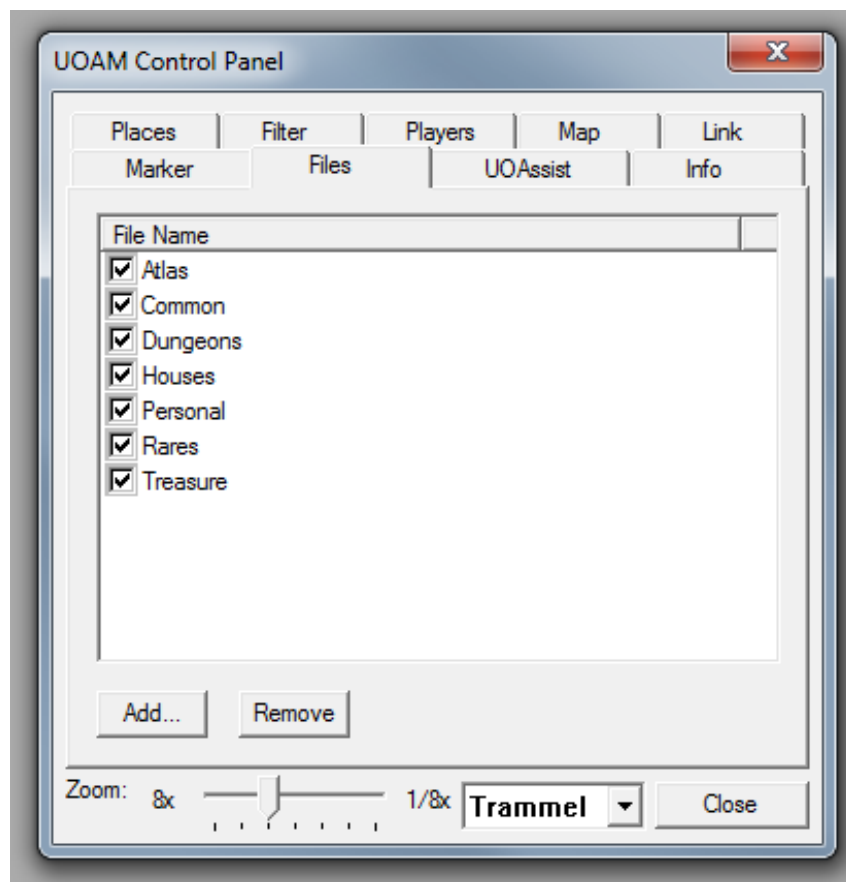 UOAM Control Panel
Places Filter Players Map Link
Marker Files UOAssist Info
File Name
Atlas
Common
Dungeons
Houses
Personal
Rares
Treasure
Add... Remove
Zoom: 8x 1/8x Trammel Close